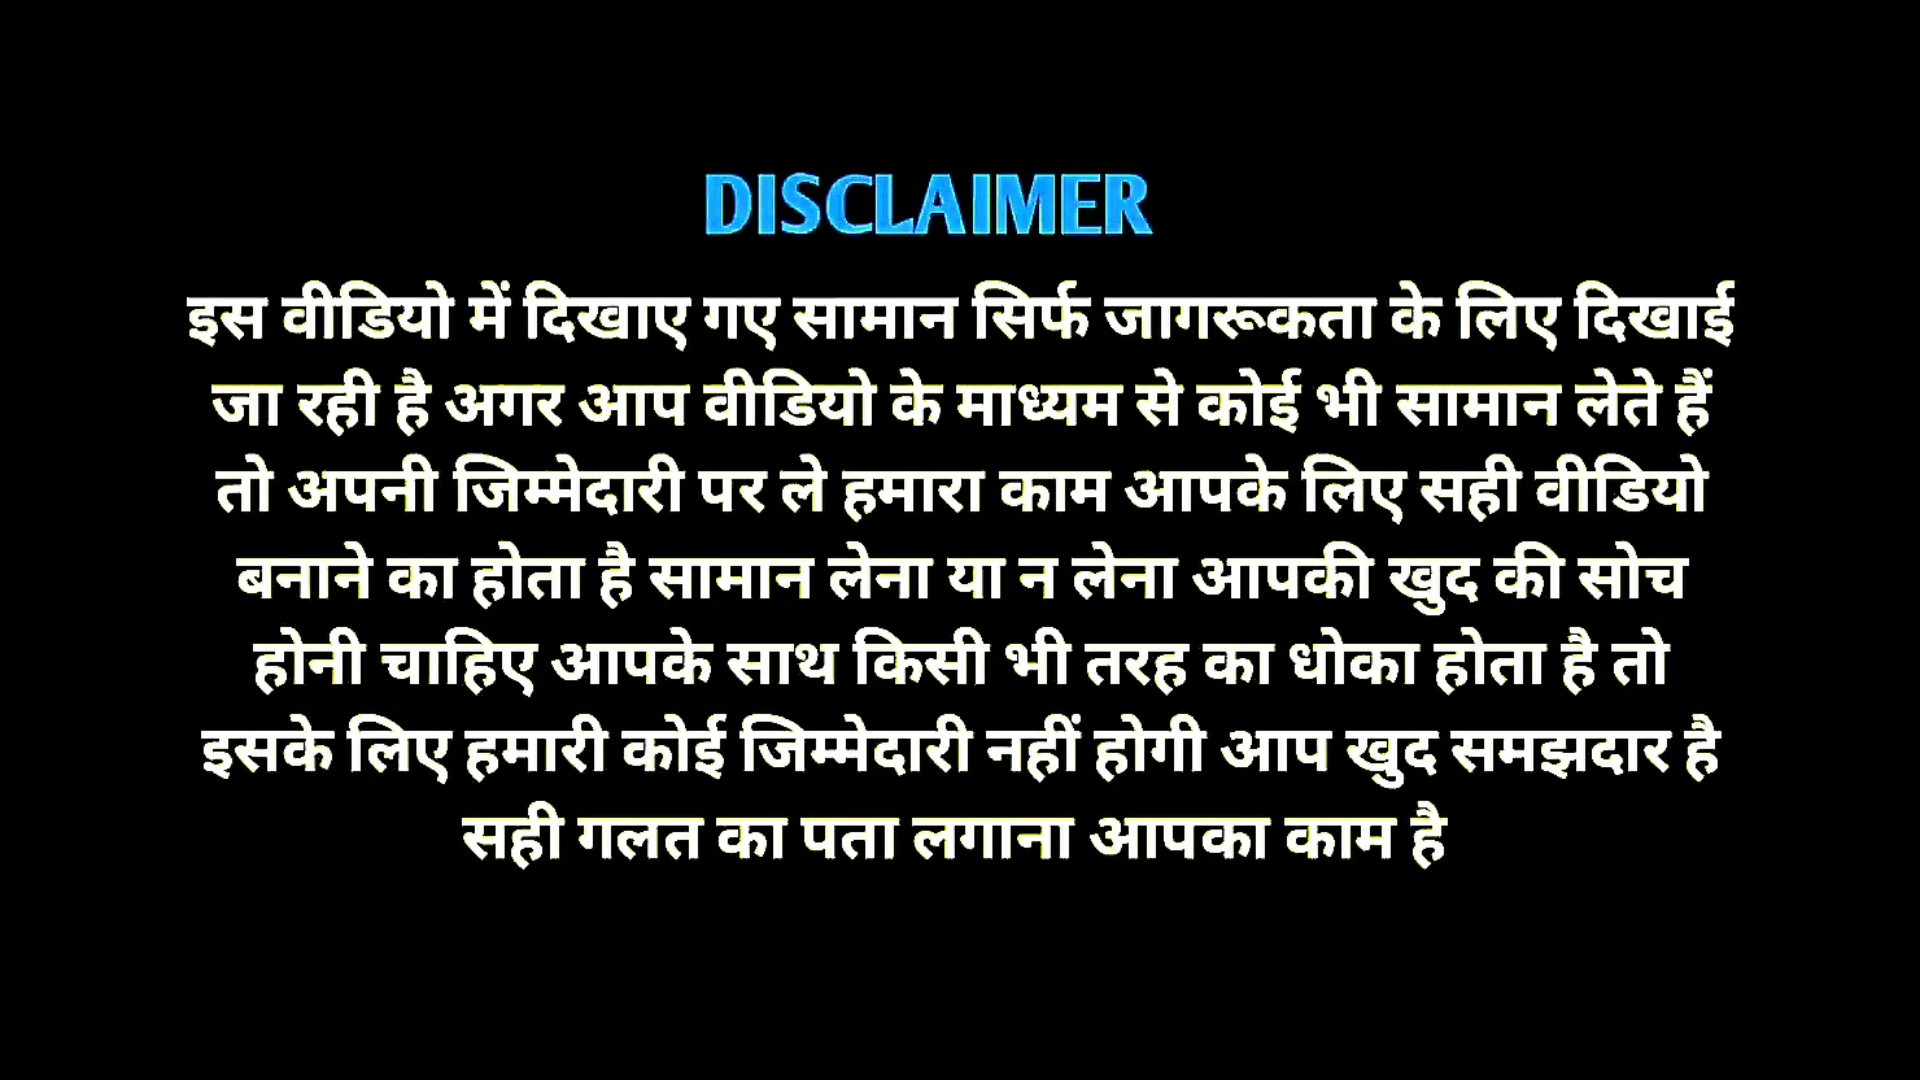 DISCLAIMER
इस वीडियो में दिखाए गए सामान सिर्फ जागरूकता के लिए दिखाई
जा रही है अगर आप वीडियो के माध्यम से कोई भी सामान लेते हैं
तो अपनी जिम्मेदारी पर ले हमारा काम आपके लिए सही वीडियो
बनाने का होता है सामान लेना या न लेना आपकी खुद की सोच
होनी चाहिए आपके साथ किसी भी तरह का धोका होता है तो
इसके लिए हमारी कोई जिम्मेदारी नहीं होगी आप खुद समझदार है
सही गलत का पता लगाना आपका काम है